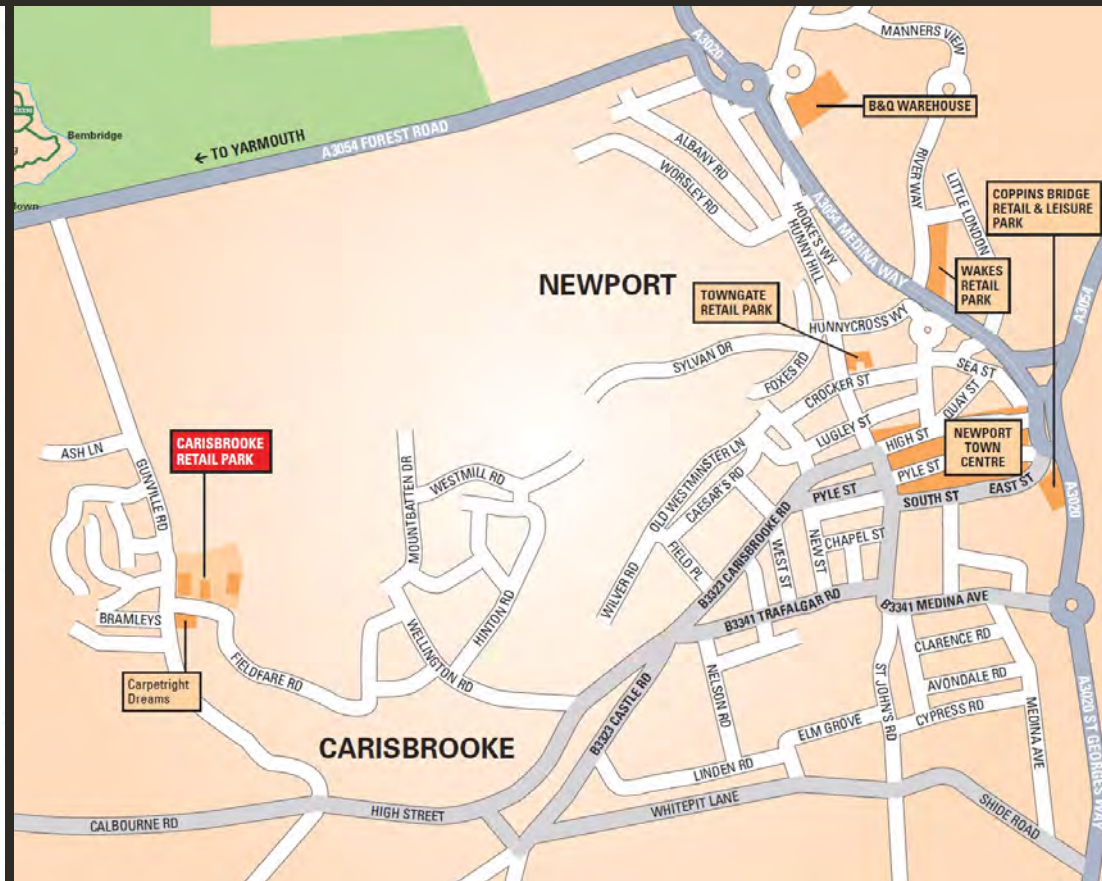 MANNERS VIEW
A3020
B&Q WAREHOUSE
Bembridge
← TO YARMOUTH
A3054 FOREST ROAD
ALBANY RD
WORSLEY RD
RIVER WAY
LITTLE LONDON
COPPINS BRIDGE
RETAIL & LEISURE
PARK
HOOKE'S WY
HUNNY HILL
A3054 MEDINA WAY
WAKES
RETAIL
PARK
A3054
NEWPORT
TOWNGATE
RETAIL PARK
HUNNYCROSS WY
SYLVAN DR
FOXES RD
CROCKER ST
SEA ST
QUAY ST
LUGLEY ST
HIGH ST
NEWPORT
TOWN
CENTRE
PYLE ST
ASH LN
CARISBROOKE
RETAIL PARK
GUNVILLE RD
MOUNTBATTEN DR
WESTMILL RD
OLD WESTMINSTER LN
CAESAR'S RD
PYLE ST
SOUTH ST
EAST ST
A3020
FIELD PL
WILVER RD
B3323 CARISBROOKE RD
WEST ST
NEW ST
CHAPEL ST
B3341 TRAFALGAR RD
B3341 MEDINA AVE
BRAMLEYS
HINTON RD
WELLINGTON RD
FIELDFARE RD
Carpetright
Dreams
CLARENCE RD
AVONDALE RD
CYPRESS RD
ST JOHN'S RD
NELSON RD
ELM GROVE
MEDINA AVE
A3020 ST GEORGES WAY
B3323 CASTLE RD
CARISBROOKE
LINDEN RD
HIGH STREET
WHITEPIT LANE
SHIDE ROAD
CALBOURNE RD